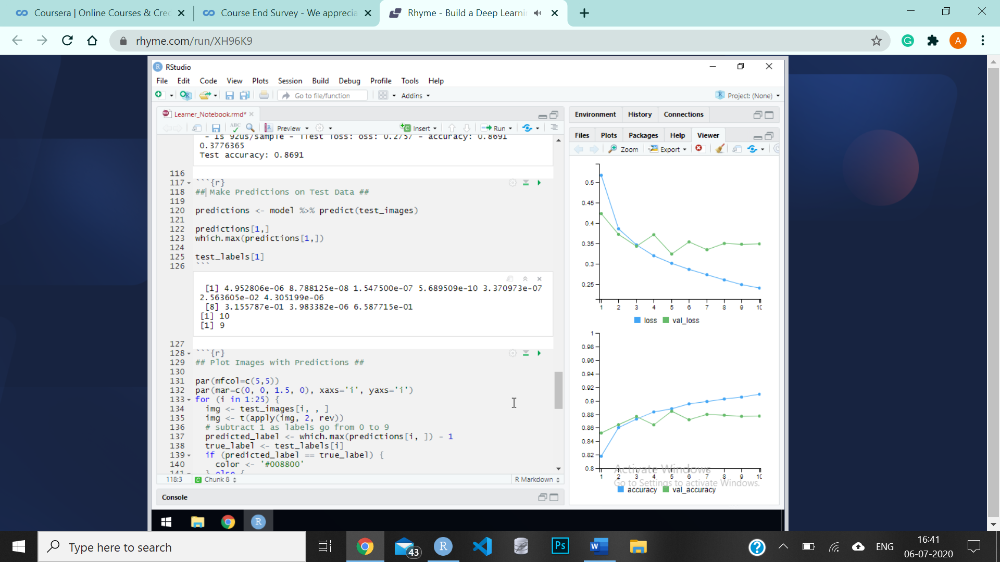 Coursera | Online Courses & Cred
Course End Survey - We apprecia
Rhyme - Build a Deep Learnin
rhyme.com/run/XH96K9
A
RStudio
File Edit Code View Plots Session Build Debug Profile Tools Help
Go to file/function
Addins
Project: (None)
Learner_Notebook.rmd*
ABC
Preview
Insert
Run
- 1s 92us/sample - lTest loss: oss: 0.2757 - accuracy: 0.8691
0.3776365
Test accuracy: 0.8691
116
117 ```{r}
118 ## Make Predictions on Test Data ##
119
120 predictions <- model %>% predict(test_images)
121
122 predictions[1,]
123 which.max(predictions[1,])
124
125 test_labels[1]
126 ```
[1] 4.952806e-06 8.788125e-08 1.547500e-07 5.689509e-10 3.370973e-07
2.563605e-02 4.305199e-06
[8] 3.155787e-01 3.983382e-06 6.587715e-01
[1] 10
[1] 9
127
128 ```{r}
129 ## Plot Images with Predictions ##
130
131 par(mfcol=c(5,5))
132 par(mar=c(0, 0, 1.5, 0), xaxs='i', yaxs='i')
133 for (i in 1:25) {
134 img <- test_images[i, , ]
135 img <- t(apply(img, 2, rev))
136 # subtract 1 as labels go from 0 to 9
137 predicted_label <- which.max(predictions[i, ]) - 1
138 true_label <- test_labels[i]
139 if (predicted_label == true_label) {
140 color <- '#008800'
141 } else {
118:3 Chunk 8 R Markdown
Console
Environment History Connections
Files Plots Packages Help Viewer
Zoom Export
0.5
0.45
0.4
0.35
0.3
0.25
1 2 3 4 5 6 7 8 9 10
loss val_loss
1
0.98
0.96
0.94
0.92
0.9
0.88
0.86
0.84
0.82
0.8
1 2 3 4 5 6 7 8 9 10
accuracy val_accuracy
Activate Windows
Go to Settings to activate Windows.
Type here to search
43
R
Ps
W
ENG
16:41
06-07-2020